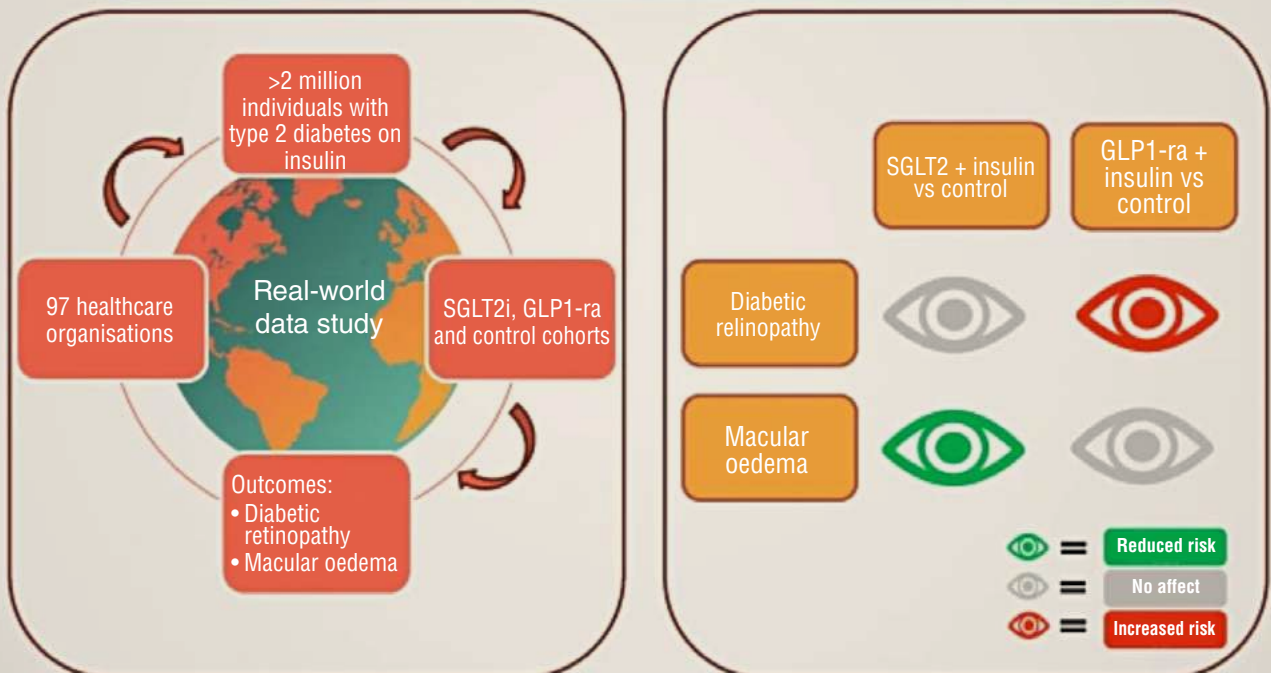 >2 million
individuals with
type 2 diabetes on
insulin
97 healthcare
organisations
Real-world
data study
SGLT2i, GLP1-ra
and control cohorts
Outcomes:
• Diabetic
retinopathy
• Macular oedema
SGLT2 + insulin
vs control
GLP1-ra +
insulin vs
control
Diabetic
relinopathy
Macular
oedema
= Reduced risk
= No affect
= Increased risk